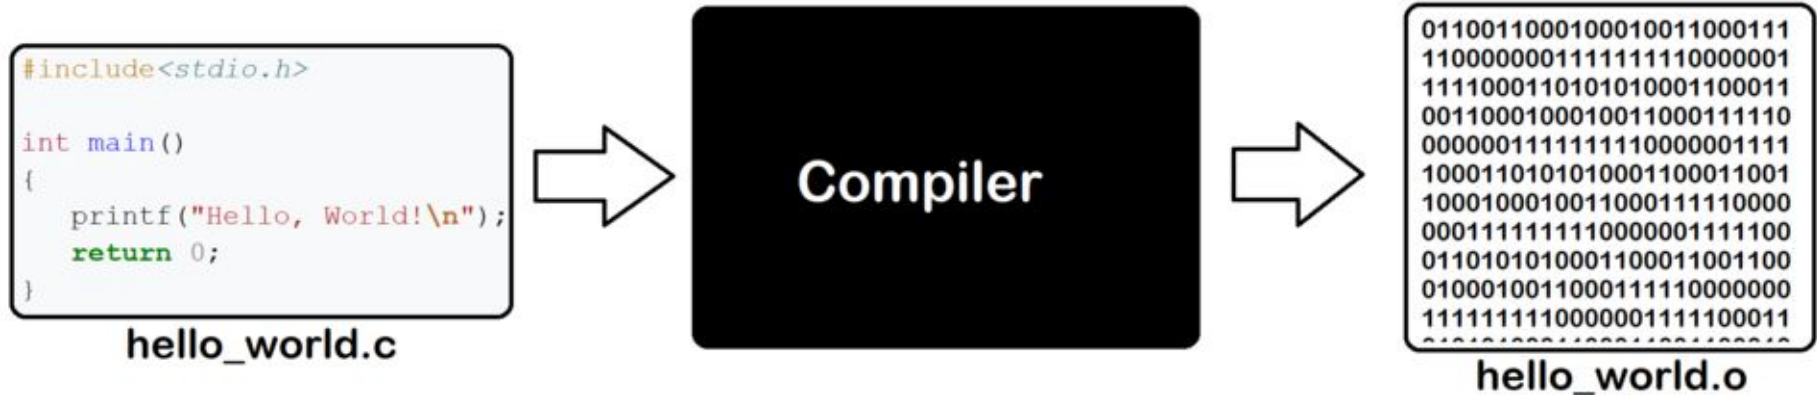 #include<stdio.h>
int main()
{
printf("Hello, World!\n");
return 0;
}
hello_world.c
Compiler
0110011000100010011000111
1100000001111111110000001
1111000110101010001100011
0011000100010011000111110
0000001111111110000001111
1000110101010001100011001
1000100010011000111110000
0001111111110000001111100
0110101010001100011001100
0100010011000111110000000
1111111110000001111100011
hello_world.o